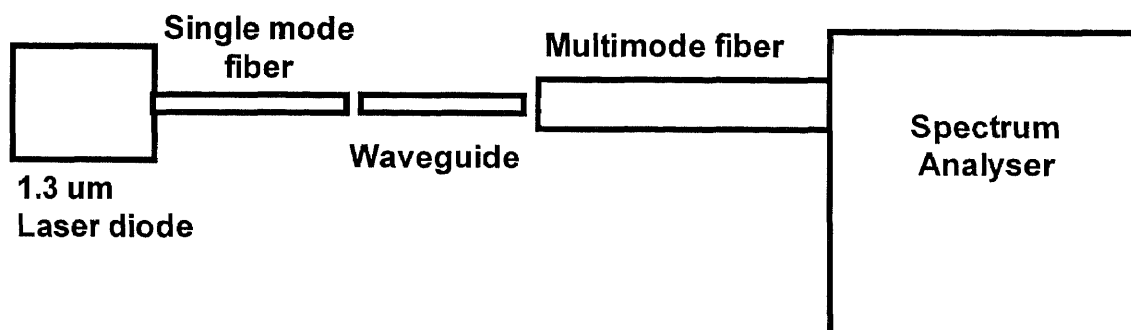 Single mode
fiber
Multimode fiber
Waveguide
Spectrum
Analyser
1.3 um
Laser diode